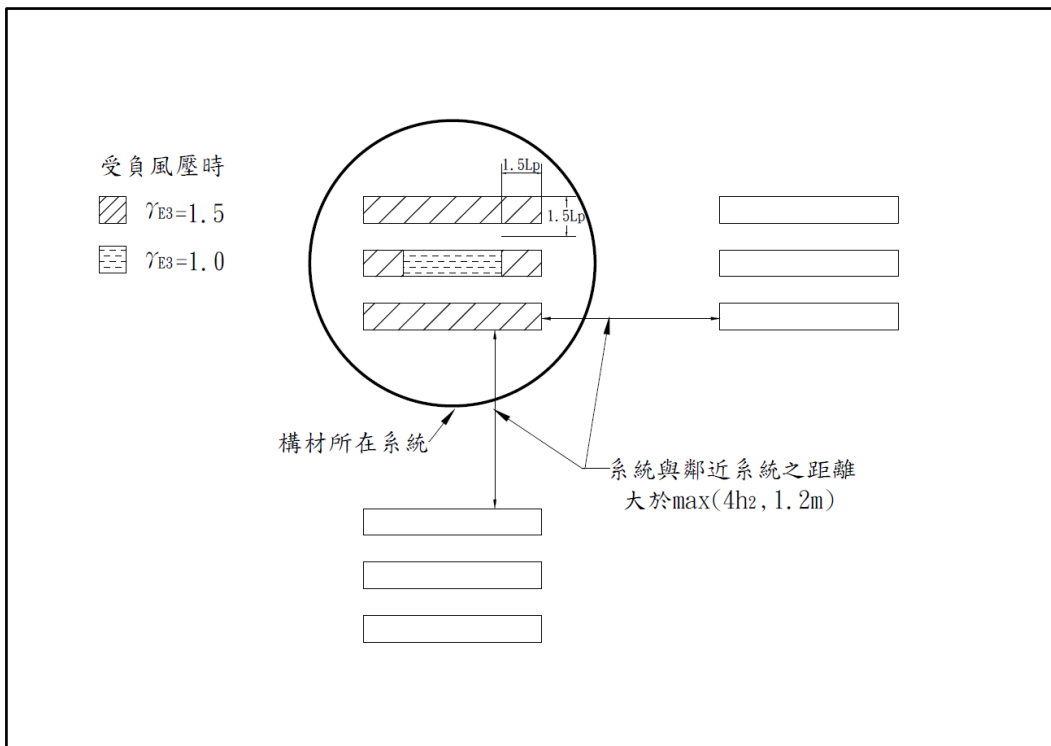 受負風壓時
γE3=1.5
γE3=1.0
1.5Lp
1.5Lp
構材所在系統
系統與鄰近系統之距離
大於max(4h2,1.2m)